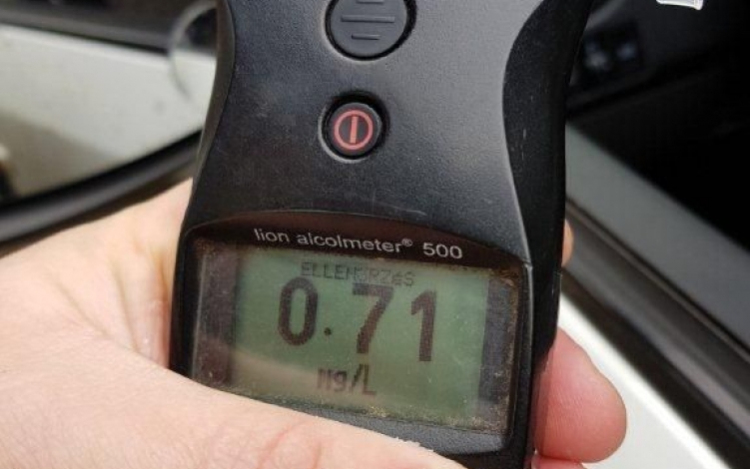 lion alcolmeter® 500
ELLENŐRZéS
0.71
Mg/L